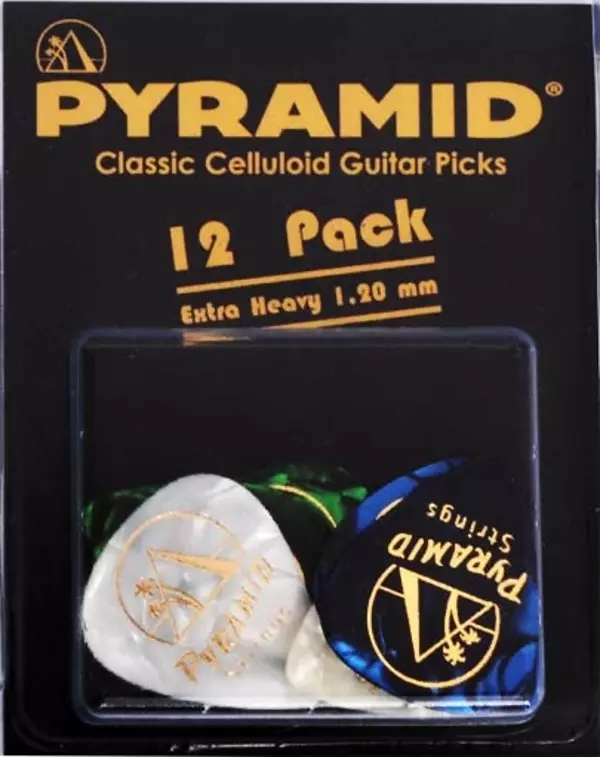 PYRAMID®
Classic Celluloid Guitar Picks
12 Pack
Extra Heavy 1.20 mm
PYRAMID
PYRAMID
Strings